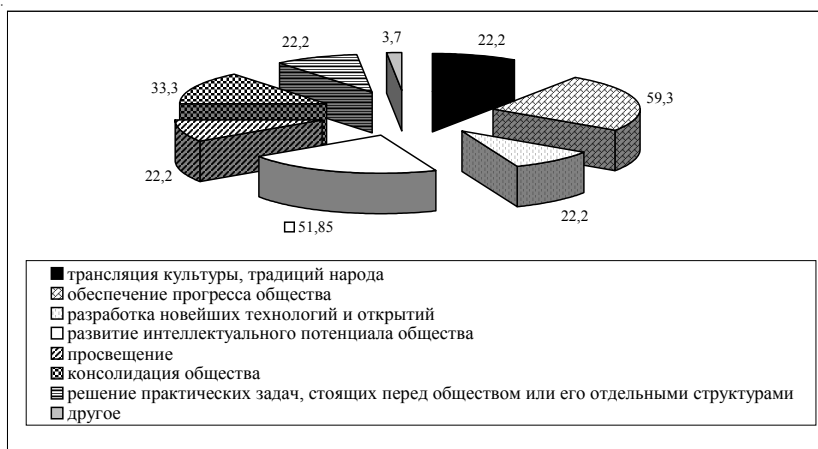 3,7
22,2
22,2
33,3
59,3
22,2
22,2
51,85
трансляция культуры, традиций народа
обеспечение прогресса общества
разработка новейших технологий и открытий
развитие интеллектуального потенциала общества
просвещение
консолидация общества
решение практических задач, стоящих перед обществом или его отдельными структурами
другое